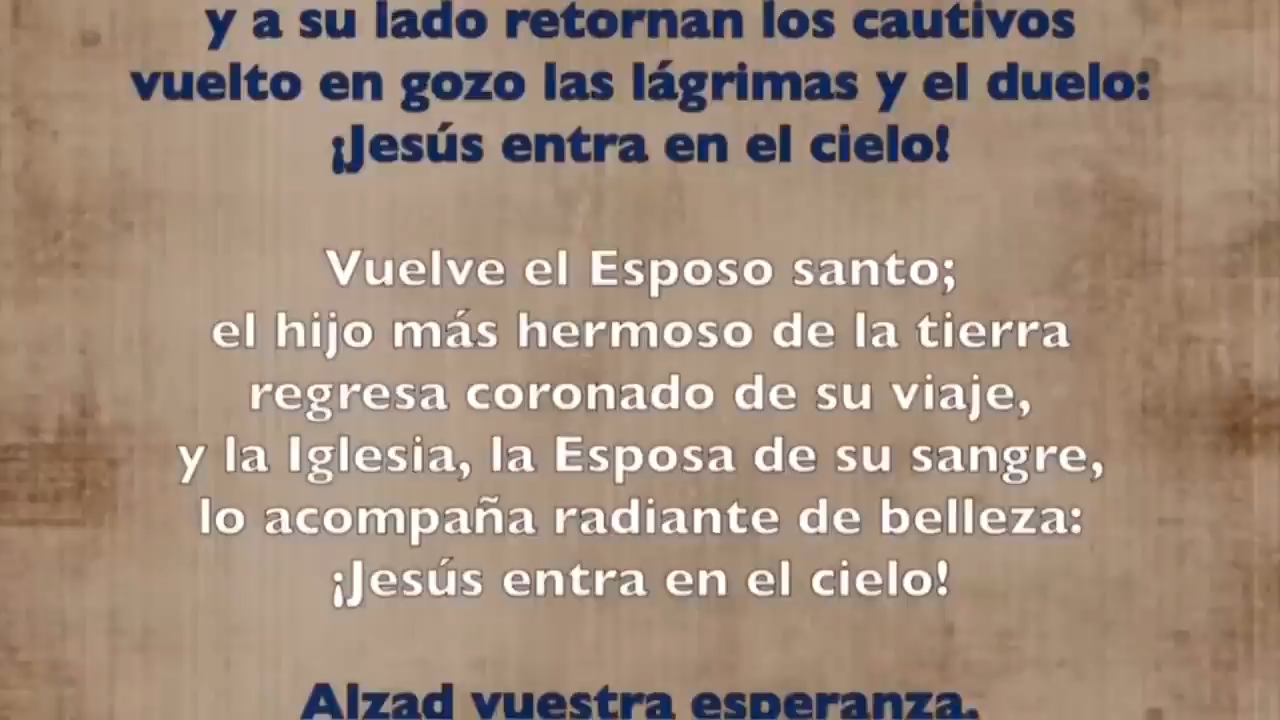 y a su lado retornan los cautivos
vuelto en gozo las lágrimas y el duelo:
¡Jesús entra en el cielo!
Vuelve el Esposo santo;
el hijo más hermoso de la tierra
regresa coronado de su viaje,
y la Iglesia, la Esposa de su sangre,
lo acompaña radiante de belleza:
¡Jesús entra en el cielo!
Alzad vuestra esperanza,